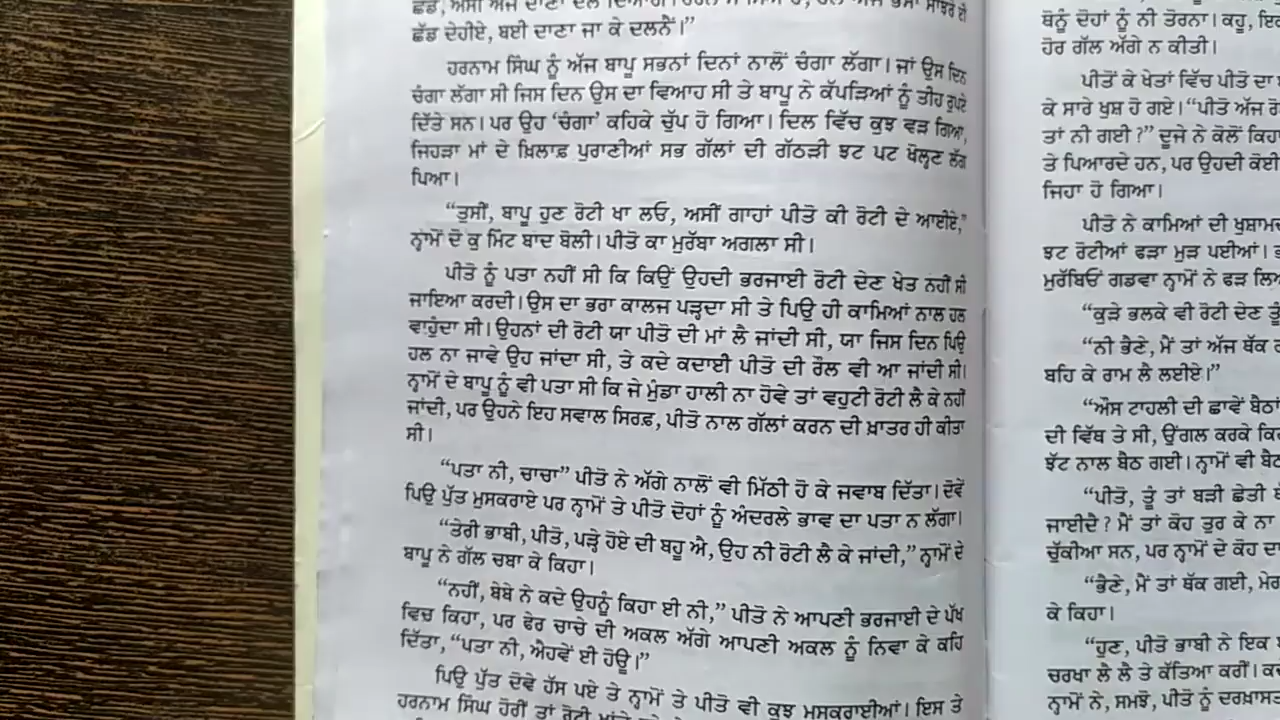 ਛੱਡ ਦੇਹੀਏ, ਬਈ ਦਾਣਾ ਜਾ ਕੇ ਦਲਨੈਂ।”
ਹਰਨਾਮ ਸਿੰਘ ਨੂੰ ਅੱਜ ਬਾਪੂ ਸਭਨਾਂ ਦਿਨਾਂ ਨਾਲੋਂ ਚੰਗਾ ਲੱਗਾ। ਜਾਂ ਉਸ ਦਿਨ
ਚੰਗਾ ਲੱਗਾ ਸੀ ਜਿਸ ਦਿਨ ਉਸ ਦਾ ਵਿਆਹ ਸੀ ਤੇ ਬਾਪੂ ਨੇ ਕੱਪੜਿਆਂ ਨੂੰ ਤੀਹ ਰੁਪਏ
ਦਿੱਤੇ ਸਨ। ਪਰ ਉਹ ‘ਚੰਗਾ’ ਕਹਿਕੇ ਚੁੱਪ ਹੋ ਗਿਆ। ਦਿਲ ਵਿੱਚ ਕੁਝ ਵੜ ਗਿਆ,
ਜਿਹੜਾ ਮਾਂ ਦੇ ਖ਼ਿਲਾਫ਼ ਪੁਰਾਣੀਆਂ ਸਭ ਗੱਲਾਂ ਦੀ ਗੱਠੜੀ ਝਟ ਪਟ ਖੋਲ੍ਹਣ ਲੱਗ
ਪਿਆ।
“ਤੁਸੀਂ, ਬਾਪੂ ਹੁਣ ਰੋਟੀ ਖਾ ਲਓ, ਅਸੀਂ ਗਾਹਾਂ ਪੀਤੋ ਕੀ ਰੋਟੀ ਦੇ ਆਈਏ,”
ਨ੍ਹਾਮੋਂ ਦੋ ਕੁ ਮਿੰਟ ਬਾਦ ਬੋਲੀ। ਪੀਤੋ ਕਾ ਮੁਰੱਬਾ ਅਗਲਾ ਸੀ।
ਪੀਤੋ ਨੂੰ ਪਤਾ ਨਹੀਂ ਸੀ ਕਿ ਕਿਉਂ ਉਹਦੀ ਭਰਜਾਈ ਰੋਟੀ ਦੇਣ ਖੇਤ ਨਹੀਂ ਸੀ
ਜਾਇਆ ਕਰਦੀ। ਉਸ ਦਾ ਭਰਾ ਕਾਲਜ ਪੜ੍ਹਦਾ ਸੀ ਤੇ ਪਿਉ ਹੀ ਕਾਮਿਆਂ ਨਾਲ ਹਲ
ਵਾਹੁੰਦਾ ਸੀ। ਉਹਨਾਂ ਦੀ ਰੋਟੀ ਯਾ ਪੀਤੋ ਦੀ ਮਾਂ ਲੈ ਜਾਂਦੀ ਸੀ, ਯਾ ਜਿਸ ਦਿਨ ਪਿਉ
ਹਲ ਨਾ ਜਾਵੇ ਉਹ ਜਾਂਦਾ ਸੀ, ਤੇ ਕਦੇ ਕਦਾਈਂ ਪੀਤੋ ਦੀ ਰੌਲ ਵੀ ਆ ਜਾਂਦੀ ਸੀ।
ਨ੍ਹਾਮੋਂ ਦੇ ਬਾਪੂ ਨੂੰ ਵੀ ਪਤਾ ਸੀ ਕਿ ਜੇ ਮੁੰਡਾ ਹਾਲੀ ਨਾ ਹੋਵੇ ਤਾਂ ਵਹੁਟੀ ਰੋਟੀ ਲੈ ਕੇ ਨਹੀਂ
ਜਾਂਦੀ, ਪਰ ਉਹਨੇ ਇਹ ਸਵਾਲ ਸਿਰਫ਼, ਪੀਤੋ ਨਾਲ ਗੱਲਾਂ ਕਰਨ ਦੀ ਖ਼ਾਤਰ ਹੀ ਕੀਤਾ
ਸੀ।
“ਪਤਾ ਨੀ, ਚਾਚਾ” ਪੀਤੋ ਨੇ ਅੱਗੇ ਨਾਲੋਂ ਵੀ ਮਿੱਠੀ ਹੋ ਕੇ ਜਵਾਬ ਦਿੱਤਾ। ਦੋਵੇਂ
ਪਿਉ ਪੁੱਤ ਮੁਸਕਰਾਏ ਪਰ ਨ੍ਹਾਮੋਂ ਤੇ ਪੀਤੋ ਦੋਹਾਂ ਨੂੰ ਅੰਦਰਲੇ ਭਾਵ ਦਾ ਪਤਾ ਨ ਲੱਗਾ।
“ਤੇਰੀ ਭਾਬੀ, ਪੀਤੋ, ਪੜ੍ਹੇ ਹੋਏ ਦੀ ਬਹੂ ਐ, ਉਹ ਨੀ ਰੋਟੀ ਲੈ ਕੇ ਜਾਂਦੀ,” ਨ੍ਹਾਮੋਂ ਦੇ
ਬਾਪੂ ਨੇ ਗੱਲ ਚਬਾ ਕੇ ਕਿਹਾ।
“ਨਹੀਂ, ਬੇਬੇ ਨੇ ਕਦੇ ਉਹਨੂੰ ਕਿਹਾ ਈ ਨੀ,” ਪੀਤੋ ਨੇ ਆਪਣੀ ਭਰਜਾਈ ਦੇ ਪੱਖ
ਵਿਚ ਕਿਹਾ, ਪਰ ਫੇਰ ਚਾਚੇ ਦੀ ਅਕਲ ਅੱਗੇ ਆਪਣੀ ਅਕਲ ਨੂੰ ਨਿਵਾ ਕੇ ਕਹਿ
ਦਿੱਤਾ, “ਪਤਾ ਨੀ, ਐਹਵੇਂ ਈ ਹੋਊ।”
ਪਿਉ ਪੁੱਤ ਦੋਵੇਂ ਹੱਸ ਪਏ ਤੇ ਨ੍ਹਾਮੋਂ ਤੇ ਪੀਤੋ ਵੀ ਕੁਝ ਮੁਸਕਰਾਈਆਂ। ਇਸ ਤੇ
ਹਰਨਾਮ ਸਿੰਘ ਹੋਰੀਂ ਤਾਂ ਰੋਟੀ
ਬੋਨੂੰ ਦੋਹਾਂ ਨੂੰ ਨੀ ਤੋਰਨਾ। ਕਹੂ,
ਹੋਰ ਗੱਲ ਅੱਗੇ ਨ ਕੀਤੀ।
ਪੀਤੋਂ ਕੇ ਖੇਤਾਂ ਵਿੱਚ ਪੀਤੋ ਦਾ
ਕੇ ਸਾਰੇ ਖੁਸ਼ ਹੋ ਗਏ। “ਪੀਤੋ ਅੱਜ
ਤਾਂ ਨੀ ਗਈ ?” ਦੂਜੇ ਨੇ ਕੋਲੋਂ
ਤੇ ਪਿਆਰਦੇ ਹਨ, ਪਰ ਉਹਦੀ ਕੋਈ
ਜਿਹਾ ਹੋ ਗਿਆ।
ਪੀਤੋ ਨੇ ਕਾਮਿਆਂ ਦੀ
ਝਟ ਰੋਟੀਆਂ ਫੜਾ ਮੁੜ ਪਈਆਂ।
ਮੁਰੱਬਿਓਂ ਗਡਵਾ ਨ੍ਹਾਮੋਂ ਨੇ ਫੜ
“ਕੁੜੇ ਭਲਕੇ ਵੀ ਰੋਟੀ ਦੇਣ
“ਨੀ ਭੈਣੇ, ਮੈਂ ਤਾਂ ਅੱਜ ਥੱਕ
ਬਹਿ ਕੇ ਰਾਮ ਲੈ ਲਈਏ।”
“ਔਸ ਟਾਹਲੀ ਦੀ ਛਾਵੇਂ
ਦੀ ਵਿੱਥ ਤੇ ਸੀ, ਉਂਗਲ ਕਰਕੇ
ਝੱਟ ਨਾਲ ਬੈਠ ਗਈ। ਨ੍ਹਾਮੋਂ ਵੀ
“ਪੀਤੋ, ਤੂੰ ਤਾਂ ਬੜੀ ਛੇਤੀ
ਜਾਈਦੈ ? ਮੈਂ ਤਾਂ ਕੋਹ ਤੁਰ ਕੇ ਨਾ
ਚੁੱਕੀਆ ਸਨ, ਪਰ ਨ੍ਹਾਮੋਂ ਦੇ ਕੋਹ ਦਾ
“ਭੈਣੇ, ਮੈਂ ਤਾਂ ਥੱਕ ਗਈ,
ਕੇ ਕਿਹਾ।
“ਹੁਣ, ਪੀਤੋ ਭਾਬੀ ਨੇ ਇਕ
ਚਰਖਾ ਲੈ ਲੈ ਤੇ ਕੱਤਿਆ ਕਰੀਂ।
ਨ੍ਹਾਮੋਂ ਨੇ, ਸਮਝੋ, ਪੀਤੋ ਨੂੰ